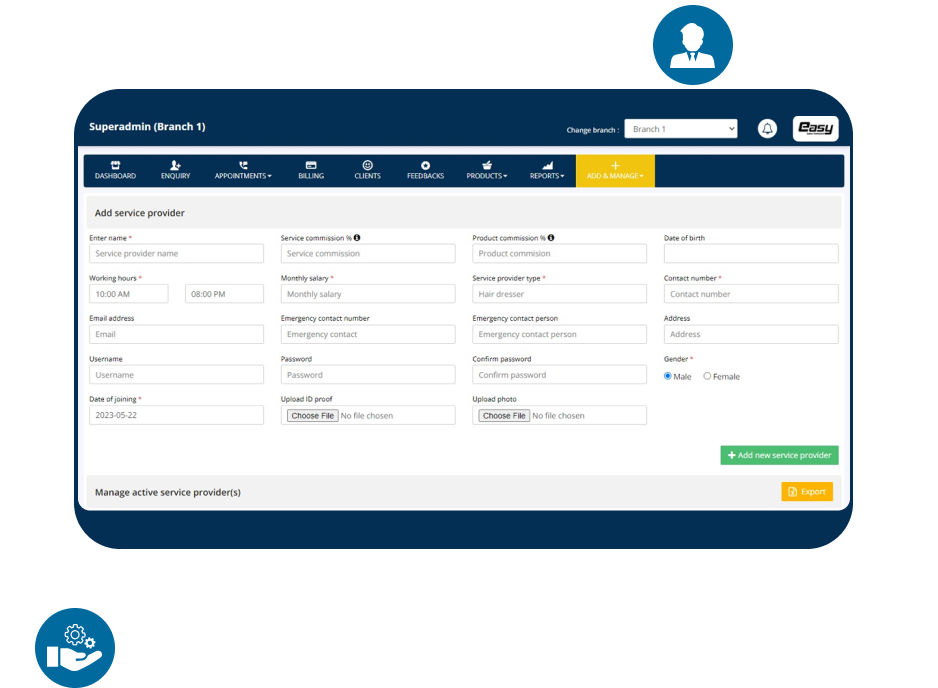 Superadmin (Branch 1)
Change branch :
Branch 1
easy
DASHBOARD
ENQUIRY
APPOINTMENTS
BILLING
CLIENTS
FEEDBACKS
PRODUCTS
REPORTS
ADD & MANAGE
Add service provider
Enter name *
Service commission %
Product commission %
Date of birth
Service provider name
Service commission
Product commision
Working hours *
Monthly salary *
Service provider type *
Contact number *
10:00 AM
08:00 PM
Monthly salary
Hair dresser
Contact number
Email address
Emergency contact number
Emergency contact person
Address
Email
Emergency contact
Emergency contact person
Address
Username
Password
Confirm password
Gender *
Username
Password
Confirm password
Male
Female
Date of joining *
Upload ID proof
Upload photo
2023-05-22
Choose File No file chosen
Choose File No file chosen
Add new service provider
Manage active service provider(s)
Export